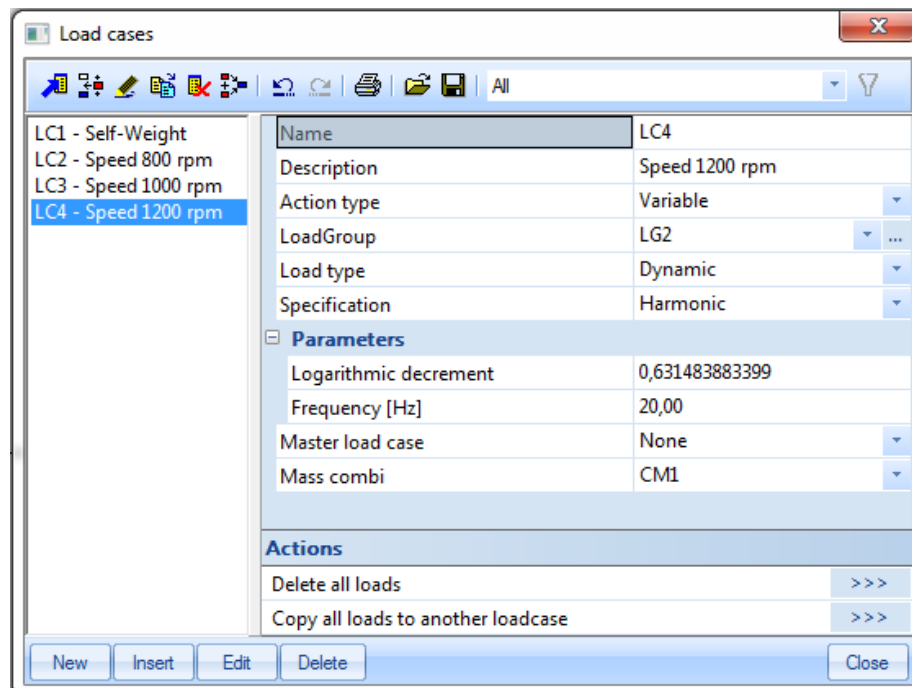 Load cases
All
LC1 - Self-Weight
LC2 - Speed 800 rpm
LC3 - Speed 1000 rpm
LC4 - Speed 1200 rpm
Name LC4
Description Speed 1200 rpm
Action type Variable
LoadGroup LG2 ...
Load type Dynamic
Specification Harmonic
Parameters
Logarithmic decrement 0,631483883399
Frequency [Hz] 20,00
Master load case None
Mass combi CM1
Actions
Delete all loads >>>
Copy all loads to another loadcase >>>
New Insert Edit Delete Close